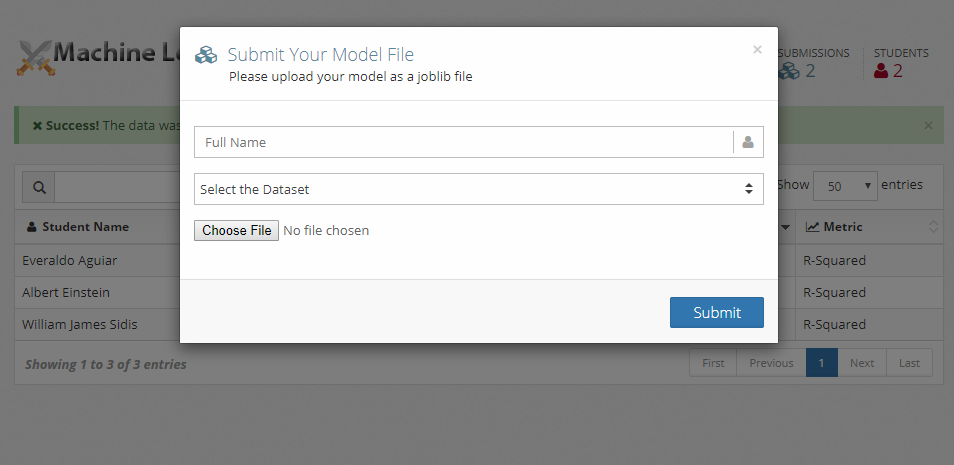 Machine Le
SUBMISSIONS
2
STUDENTS
2
Success! The data was
×
Submit Your Model File
×
Please upload your model as a joblib file
Full Name
Select the Dataset
Choose File No file chosen
Submit
Show 50 entries
Student Name
Metric
Everaldo Aguiar
R-Squared
Albert Einstein
R-Squared
William James Sidis
R-Squared
Showing 1 to 3 of 3 entries
First Previous 1 Next Last